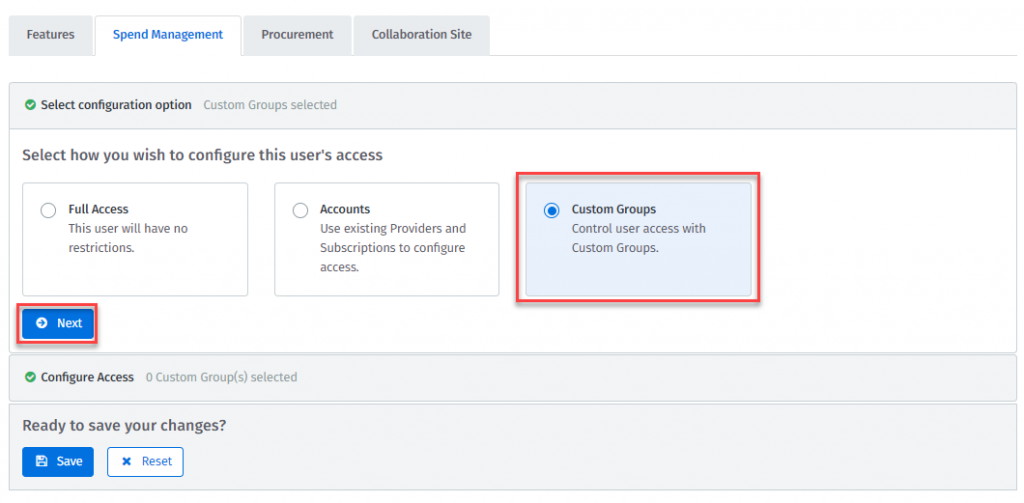 Features
Spend Management
Procurement
Collaboration Site
Select configuration option Custom Groups selected
Select how you wish to configure this user's access
Full Access
This user will have no
restrictions.
Accounts
Use existing Providers and
Subscriptions to configure
access.
Custom Groups
Control user access with
Custom Groups.
Next
Configure Access 0 Custom Group(s) selected
Ready to save your changes?
Save
Reset